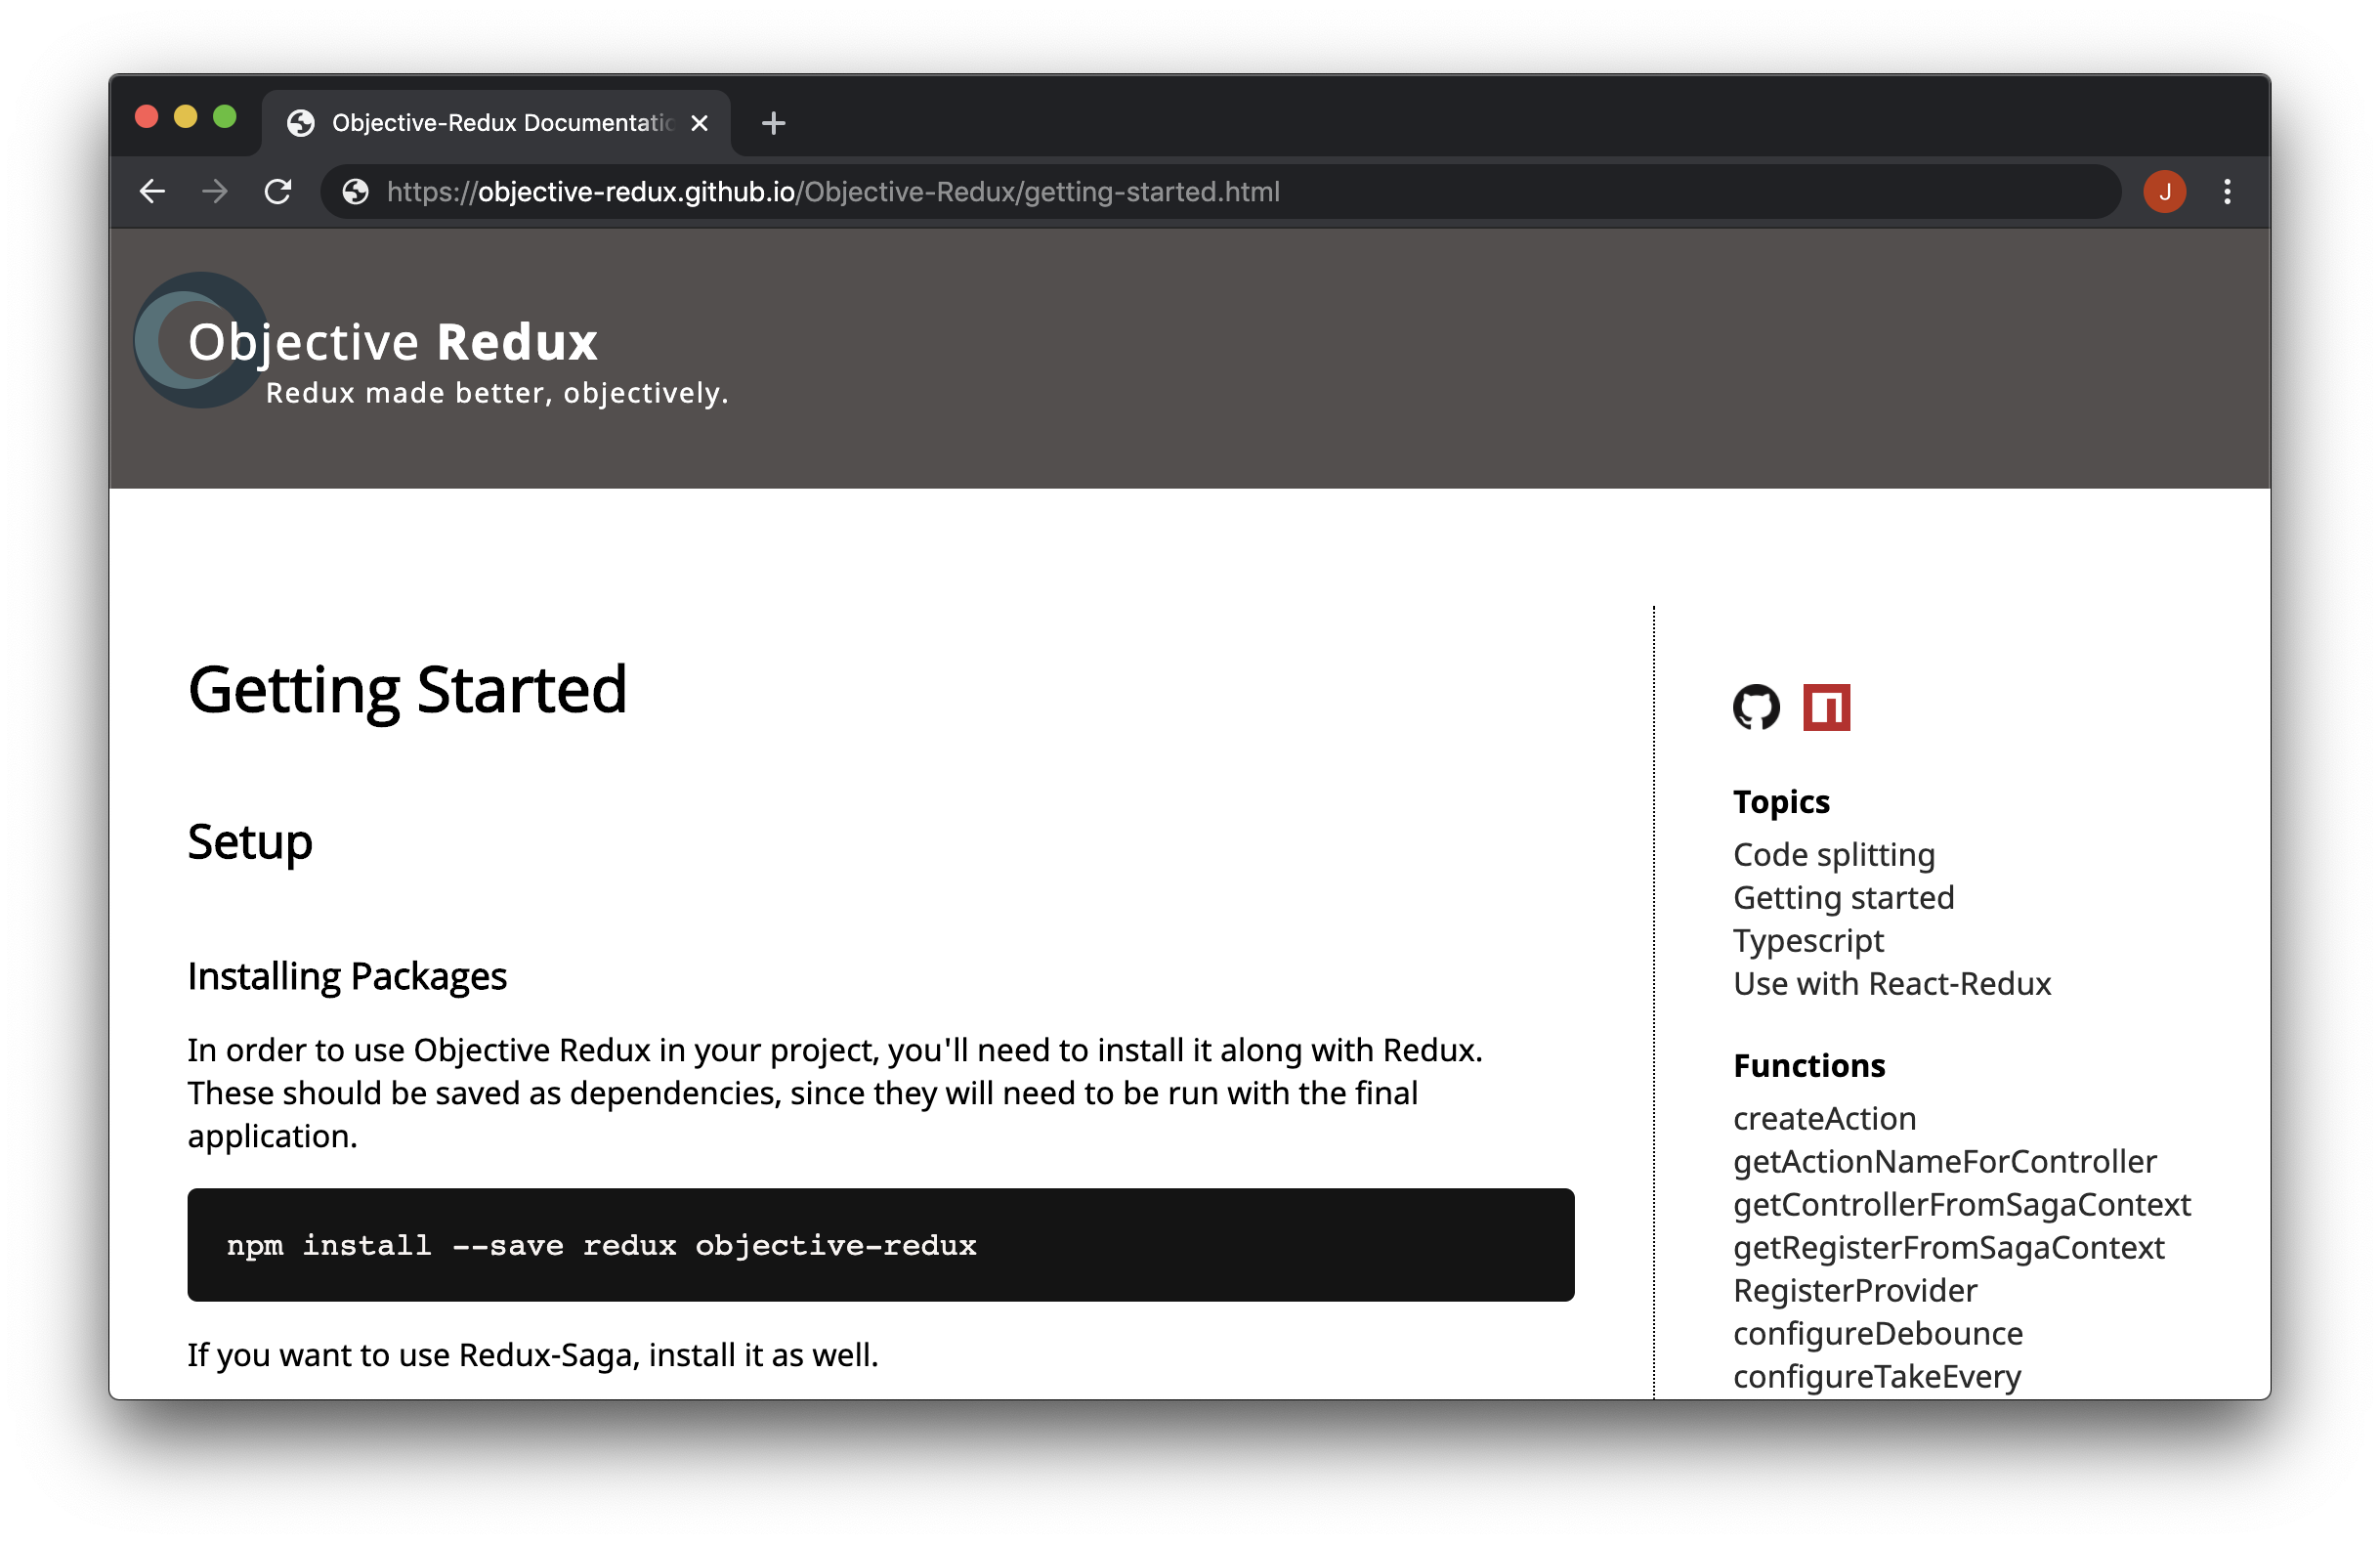 Objective-Redux Documentatio
https://objective-redux.github.io/Objective-Redux/getting-started.html
J
Objective Redux
Redux made better, objectively.
Getting Started
Setup
Installing Packages
In order to use Objective Redux in your project, you'll need to install it along with Redux.
These should be saved as dependencies, since they will need to be run with the final
application.
npm install --save redux objective-redux
If you want to use Redux-Saga, install it as well.
Topics
Code splitting
Getting started
Typescript
Use with React-Redux
Functions
createAction
getActionNameForController
getControllerFromSagaContext
getRegisterFromSagaContext
RegisterProvider
configureDebounce
configureTakeEvery